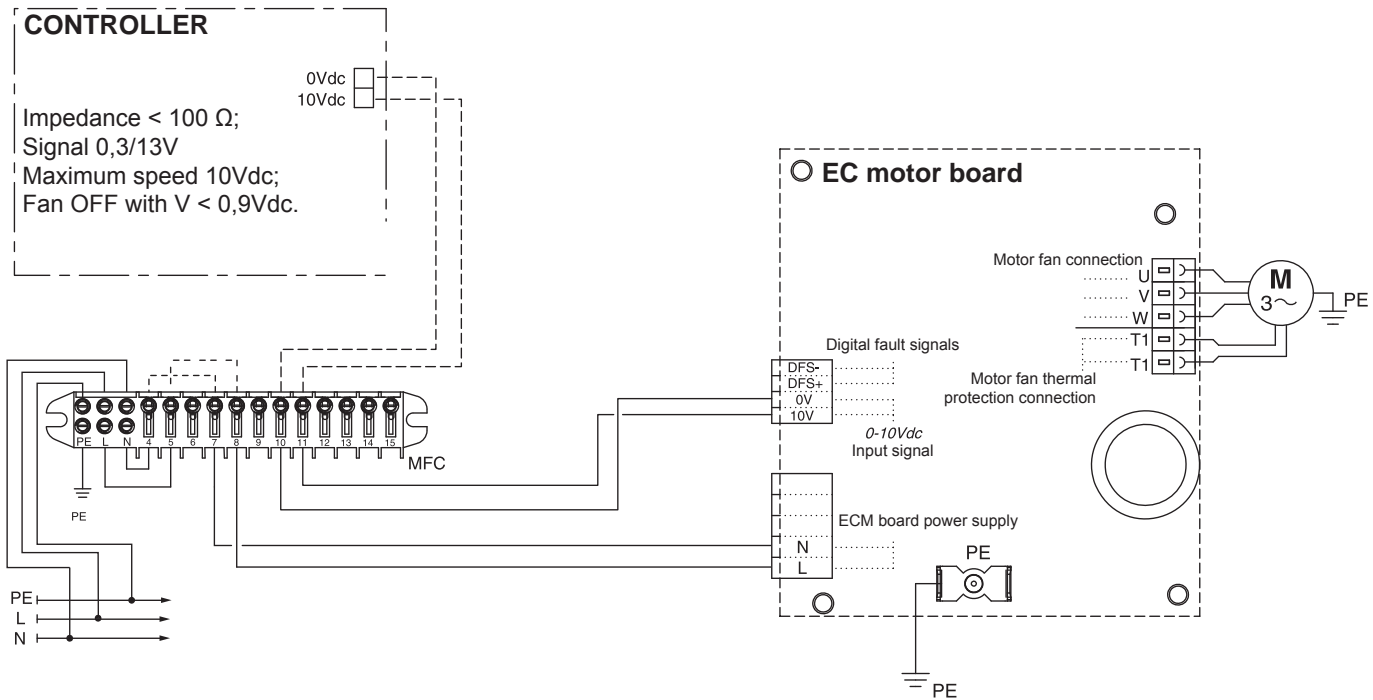 CONTROLLER
0Vdc
10Vdc
Impedance < 100 Ω;
Signal 0,3/13V
Maximum speed 10Vdc;
Fan OFF with V < 0,9Vdc.
EC motor board
Motor fan connection
U
V
W
T1
T1
M
3~
PE
Motor fan thermal
protection connection
Digital fault signals
DFS-
DFS+
0V
10V
0-10Vdc
Input signal
PE L N 4 5 6 7 8 9 10 11 12 13 14 15
MFC
PE
ECM board power supply
N
L
PE
PE
PE
L
N